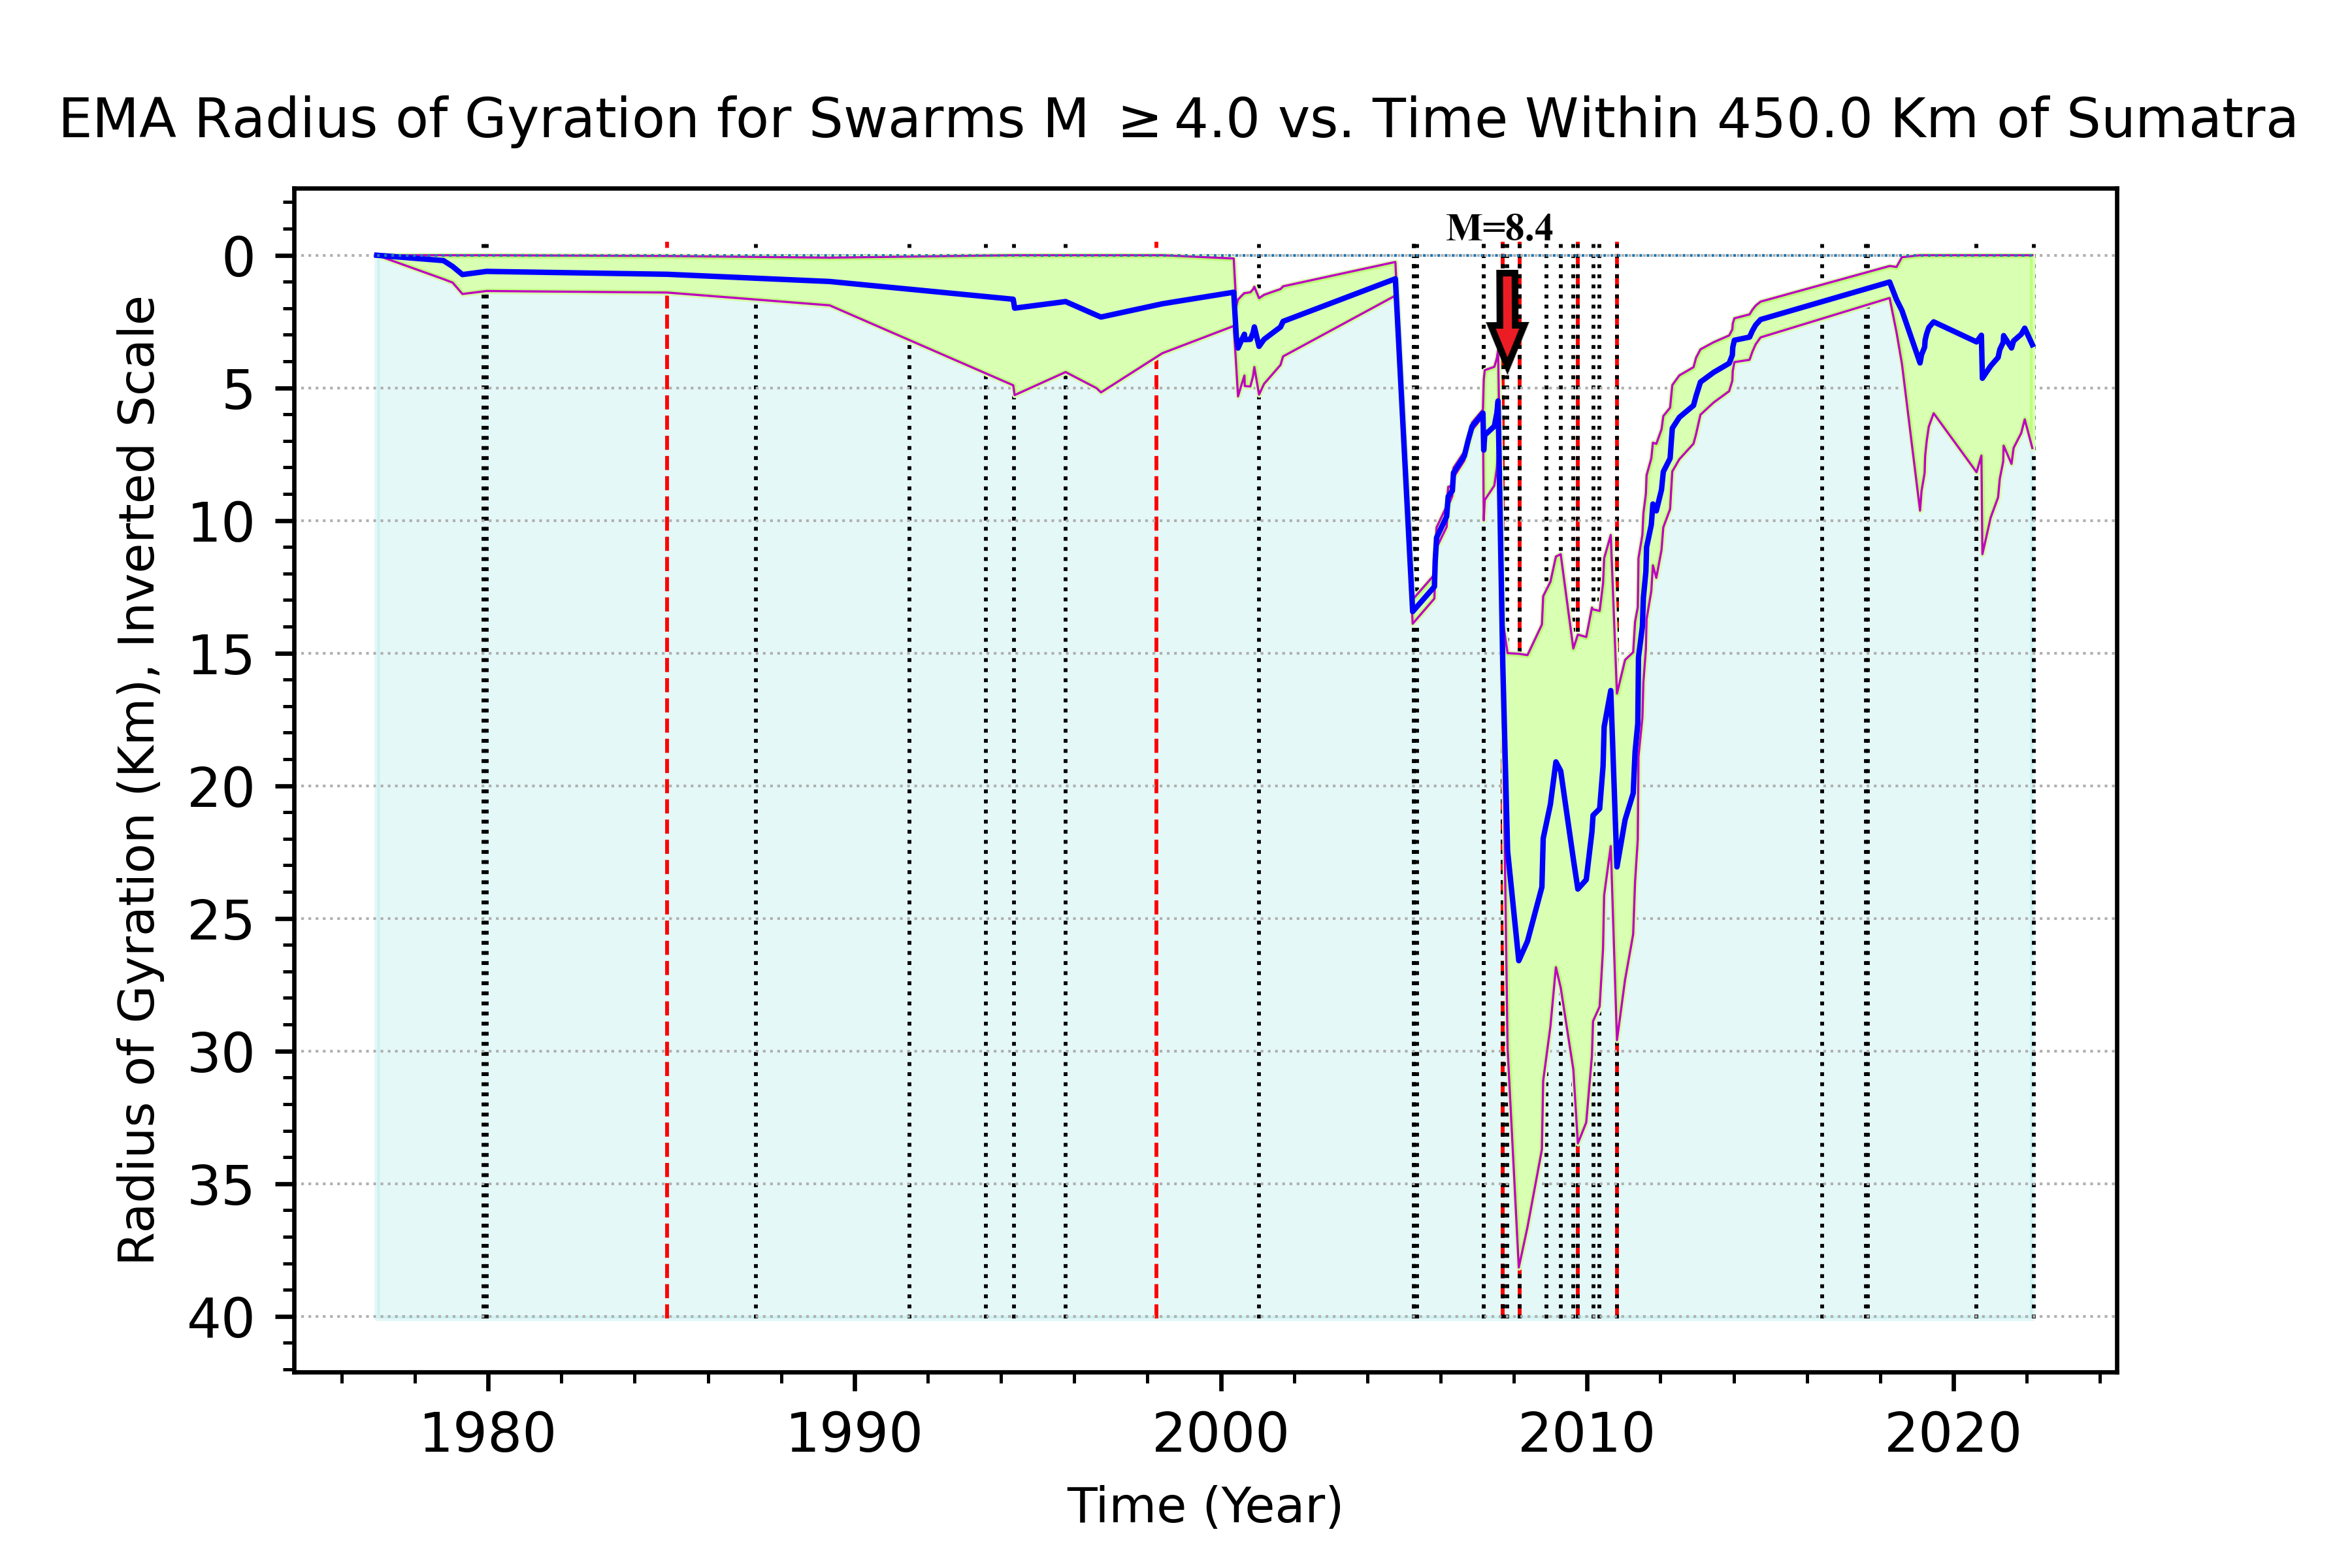 EMA Radius of Gyration for Swarms M ≥ 4.0 vs. Time Within 450.0 Km of Sumatra
M=8.4
Radius of Gyration (Km), Inverted Scale
0
5
10
15
20
25
30
35
40
1980 1990 2000 2010 2020
Time (Year)